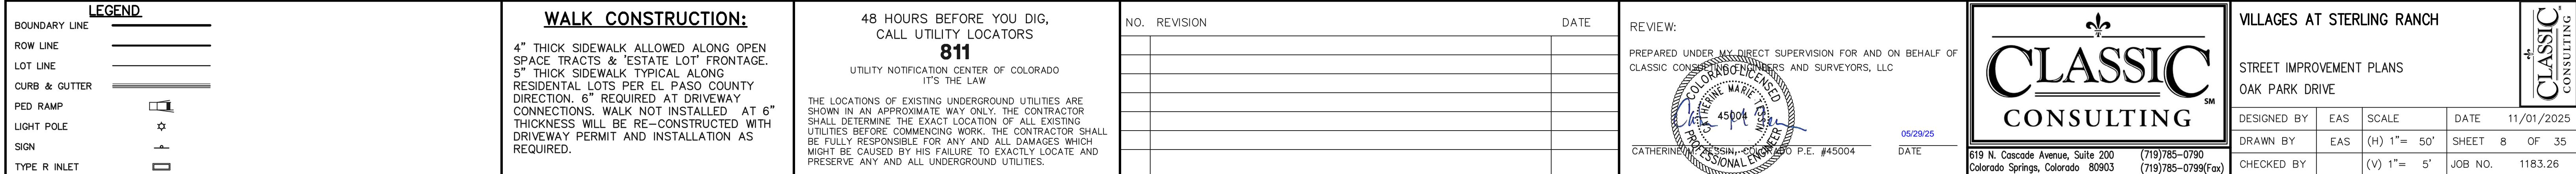 LEGEND
BOUNDARY LINE
ROW LINE
LOT LINE
CURB & GUTTER
PED RAMP
LIGHT POLE
SIGN
TYPE R INLET
WALK CONSTRUCTION:
4" THICK SIDEWALK ALLOWED ALONG OPEN
SPACE TRACTS & 'ESTATE LOT' FRONTAGE.
5" THICK SIDEWALK TYPICAL ALONG
RESIDENTAL LOTS PER EL PASO COUNTY
DIRECTION. 6" REQUIRED AT DRIVEWAY
CONNECTIONS. WALK NOT INSTALLED AT 6"
THICKNESS WILL BE RE-CONSTRUCTED WITH
DRIVEWAY PERMIT AND INSTALLATION AS
REQUIRED.
48 HOURS BEFORE YOU DIG,
CALL UTILITY LOCATORS
811
UTILITY NOTIFICATION CENTER OF COLORADO
IT'S THE LAW
THE LOCATIONS OF EXISTING UNDERGROUND UTILITIES ARE
SHOWN IN AN APPROXIMATE WAY ONLY. THE CONTRACTOR
SHALL DETERMINE THE EXACT LOCATION OF ALL EXISTING
UTILITIES BEFORE COMMENCING WORK. THE CONTRACTOR SHALL
BE FULLY RESPONSIBLE FOR ANY AND ALL DAMAGES WHICH
MIGHT BE CAUSED BY HIS FAILURE TO EXACTLY LOCATE AND
PRESERVE ANY AND ALL UNDERGROUND UTILITIES.
NO. REVISION DATE
REVIEW:
PREPARED UNDER MY DIRECT SUPERVISION FOR AND ON BEHALF OF
CLASSIC CONSULTING ENGINEERS AND SURVEYORS, LLC
COLORADO LICENSED
CATHERINE MARIE
45004
PROFESSIONAL ENGINEER
05/29/25
CATHERINE M. TESSIN, COLORADO P.E. #45004 DATE
CLASSIC
SM
CONSULTING
619 N. Cascade Avenue, Suite 200 (719)785-0790
Colorado Springs, Colorado 80903 (719)785-0799(Fax)
VILLAGES AT STERLING RANCH
STREET IMPROVEMENT PLANS
OAK PARK DRIVE
CLASSIC
CONSULTING
DESIGNED BY EAS SCALE DATE 11/01/2025
DRAWN BY EAS (H) 1"= 50' SHEET 8 OF 35
CHECKED BY (V) 1"= 5' JOB NO. 1183.26